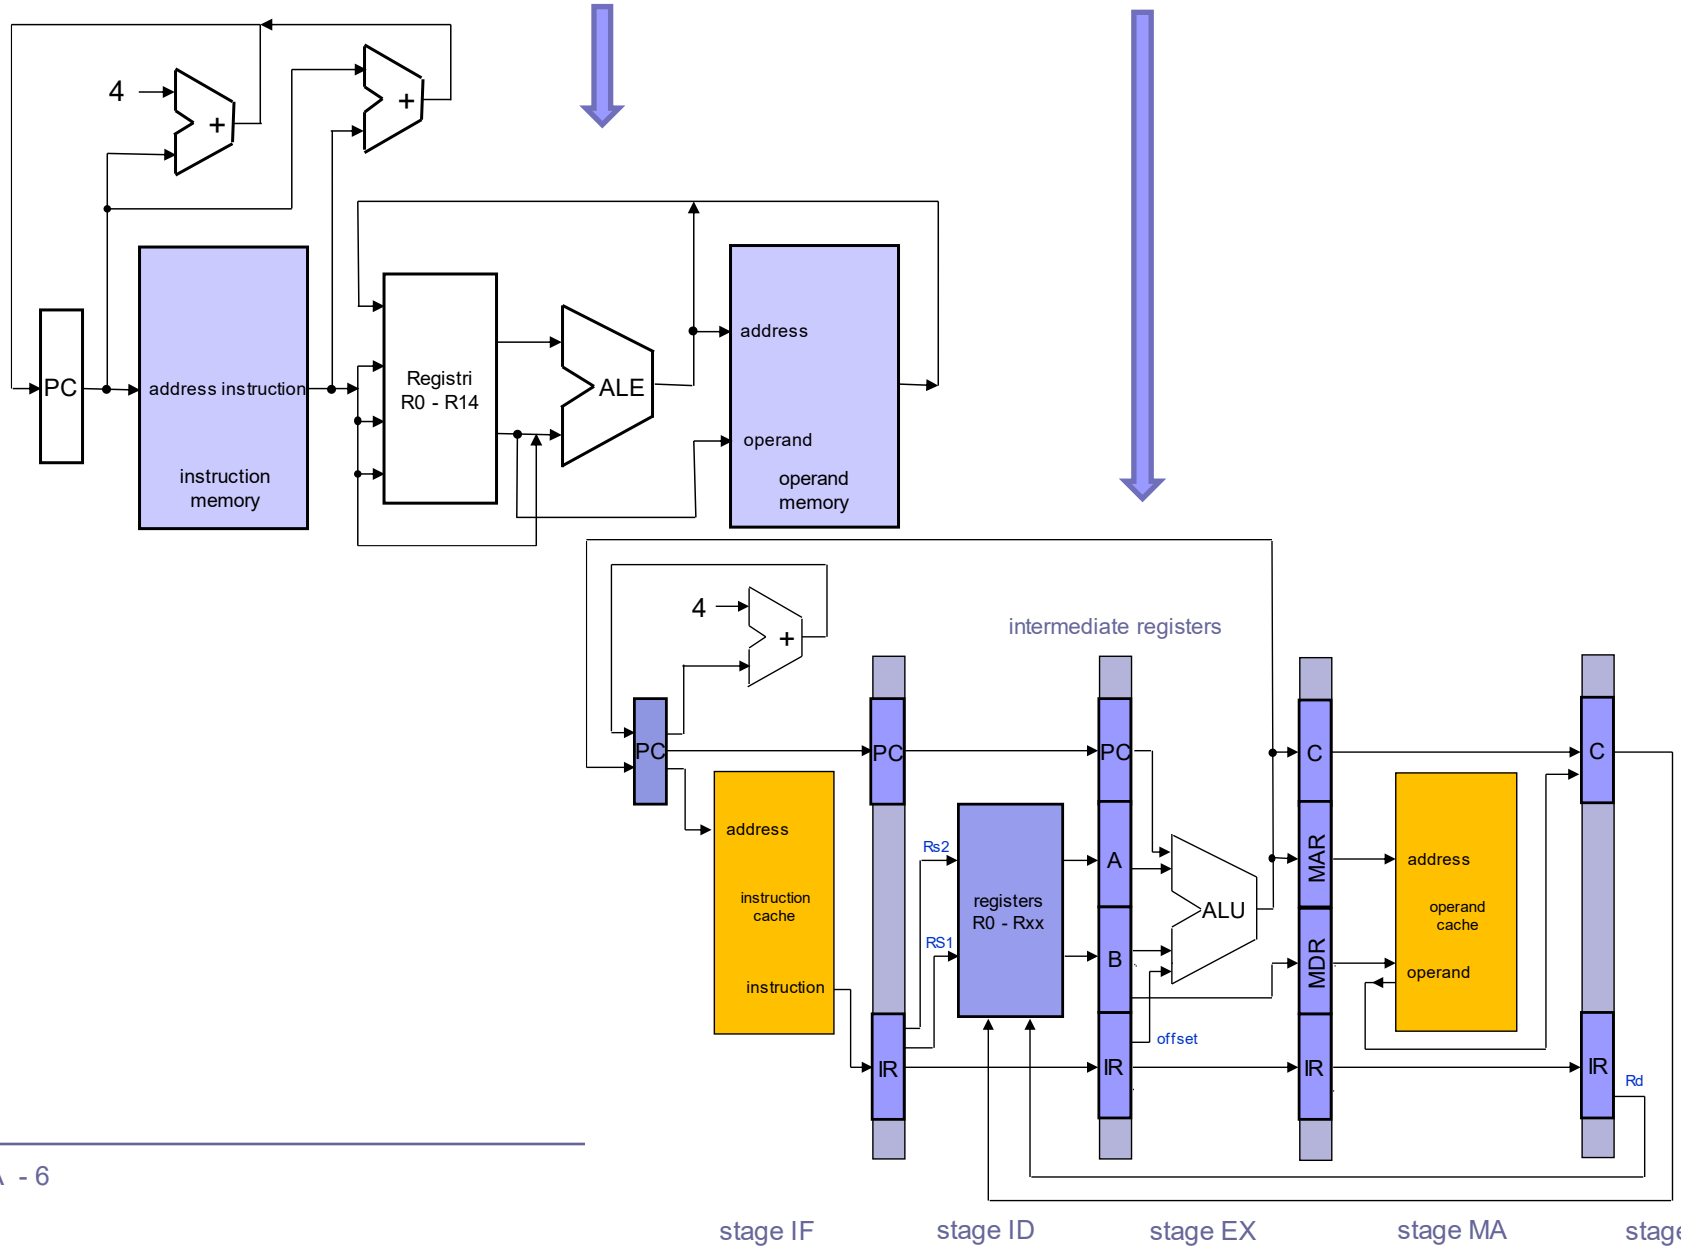 4
+
+
PC
address instruction
instruction
memory
Registri
R0 - R14
ALE
address
operand
operand
memory
4
+
intermediate registers
PC
PC
PC
C
C
address
instruction
cache
instruction
Rs2
RS1
registers
R0 - Rxx
A
B
ALU
MAR
MDR
address
operand
cache
operand
offset
IR
IR
IR
IR
Rd
- 6
stage IF
stage ID
stage EX
stage MA
stage